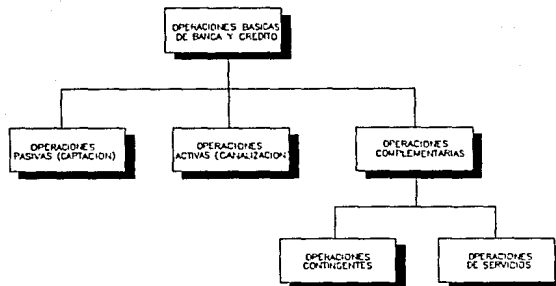 OPERACIONES BASICAS
DE BANCA Y CREDITO
OPERACIONES
PASIVAS (CAPTACION)
OPERACIONES
ACTIVAS (CANALIZACION)
OPERACIONES
COMPLEMENTARIAS
OPERACIONES
CONTINGENTES
OPERACIONES
DE SERVICIOS